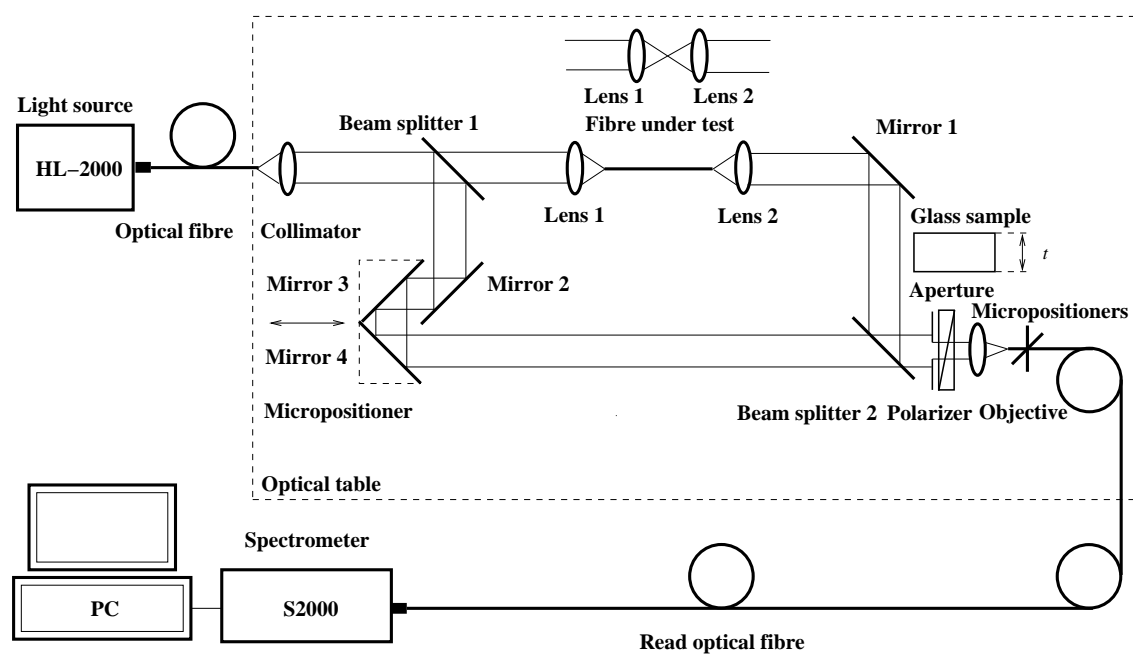 Lens 1
Lens 2
Light source
Beam splitter 1
Fibre under test
Mirror 1
HL−2000
Lens 1
Lens 2
Glass sample
Optical fibre
Collimator
t
Mirror 3
Mirror 2
Aperture
Micropositioners
Mirror 4
Micropositioner
Beam splitter 2
Polarizer
Objective
Optical table
Spectrometer
PC
S2000
Read optical fibre